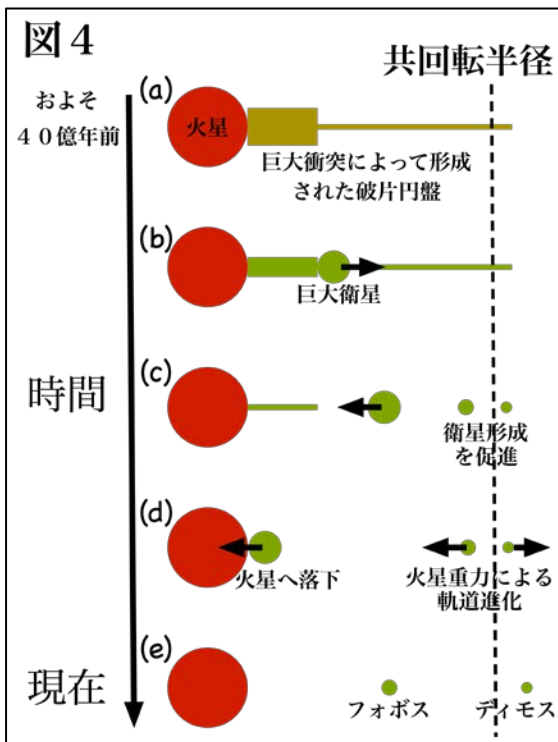 図４
共回転半径
およそ
４０億年前
(a)
火星
巨大衝突によって形成
された破片円盤
(b)
巨大衛星
時間
(c)
衛星形成
を促進
(d)
火星へ落下
火星重力による
軌道進化
(e)
現在
フォボス
ディモス